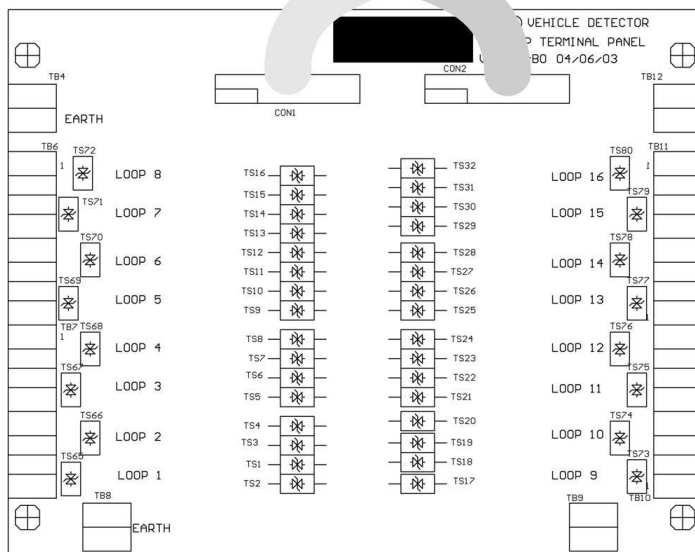 VEHICLE DETECTOR
TERMINAL PANEL
04/06/03
TB4
CON2
TB12
CON1
EARTH
TB6
TS72
1
LOOP 8
TS16
TS32
LOOP 16
TS80
TB11
1
TS15
TS31
TS71
LOOP 7
TS14
TS30
LOOP 15
TS79
TS13
TS29
TS70
LOOP 6
TS12
TS28
LOOP 14
TS78
TS11
TS27
TS69
LOOP 5
TS10
TS26
LOOP 13
TS77
TS9
TS25
1
TB7
TS68
1
LOOP 4
TS8
TS24
LOOP 12
TS76
TS7
TS23
TS67
LOOP 3
TS6
TS22
LOOP 11
TS75
TS5
TS21
TS66
LOOP 2
TS4
TS20
LOOP 10
TS74
TS3
TS19
TS65
LOOP 1
TS1
TS18
LOOP 9
TS73
TS2
TS17
1
TB8
TB9
TB10
EARTH